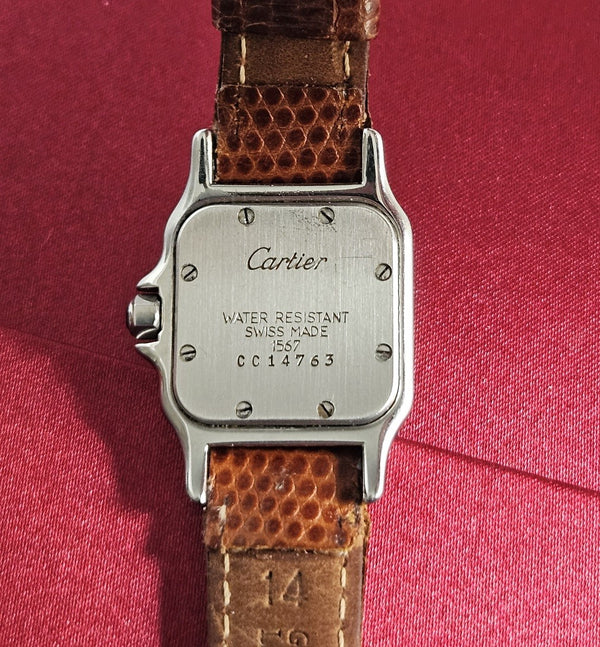 Cartier
WATER RESISTANT
SWISS MADE
1567
CC14763
14